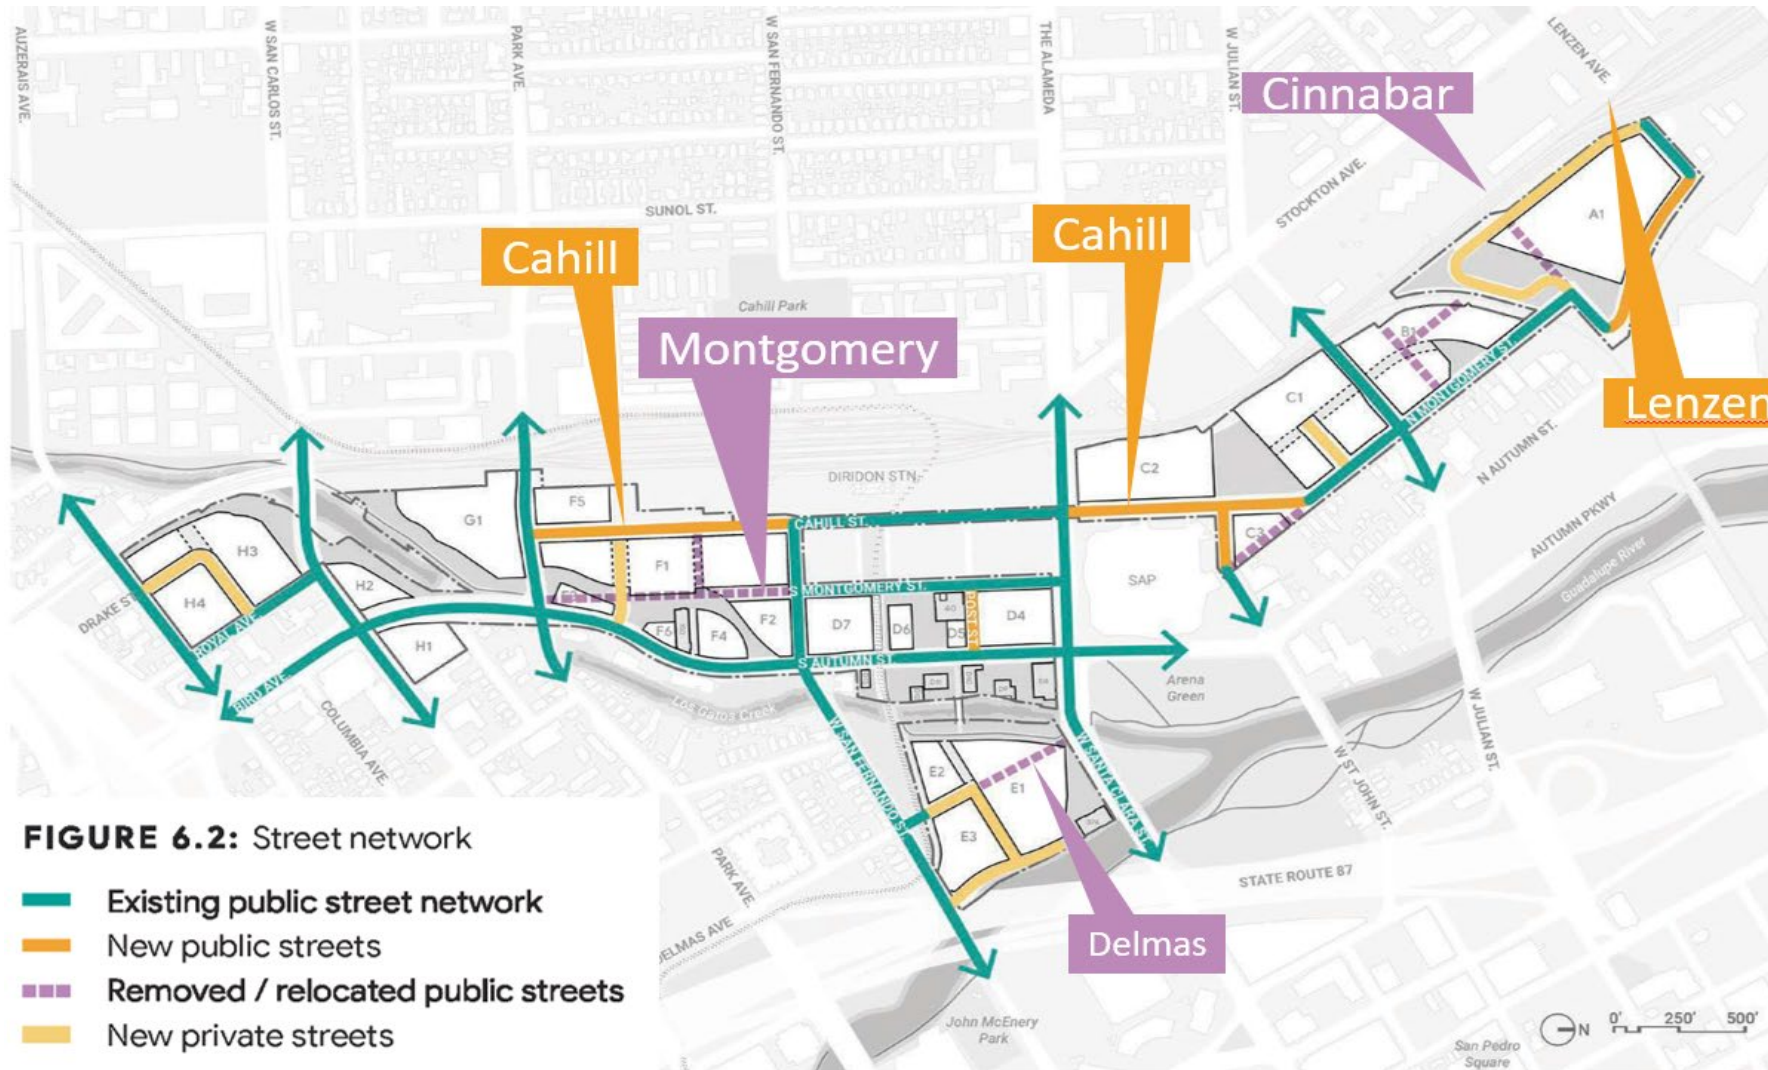 AUZERAIS AVE.
W SAN CARLOS ST.
PARK AVE.
W SAN FERNANDO ST.
THE ALAMEDA
W JULIAN ST.
LENZEN AVE.
Cinnabar
STOCKTON AVE.
SUNOL ST.
A1
Cahill
Cahill
Cahill Park
Montgomery
B1
N MONTGOMERY ST.
C1
Lenzen
N AUTUMN ST.
C2
DIRIDON STN.
AUTUMN PKWY
G1
F5
CAHILL ST.
C3
H3
F1
SAP
Guadalupe River
DRAKE ST.
H4
H2
S MONTGOMERY ST.
POST ST.
D4
F6
F4
F2
D7
D6
D5
ROYAL AVE.
H1
S AUTUMN ST.
BIRD AVE.
Los Gatos Creek
Arena
Green
COLUMBIA AVE.
W SAN FERNANDO ST.
W SANTA CLARA ST.
W ST JOHN ST.
W JULIAN ST.
E2
E1
E3
PARK AVE.
STATE ROUTE 87
DELMAS AVE
Delmas
John McEnery
Park
San Pedro
Square
N
0' 250' 500'
FIGURE 6.2: Street network
Existing public street network
New public streets
Removed / relocated public streets
New private streets